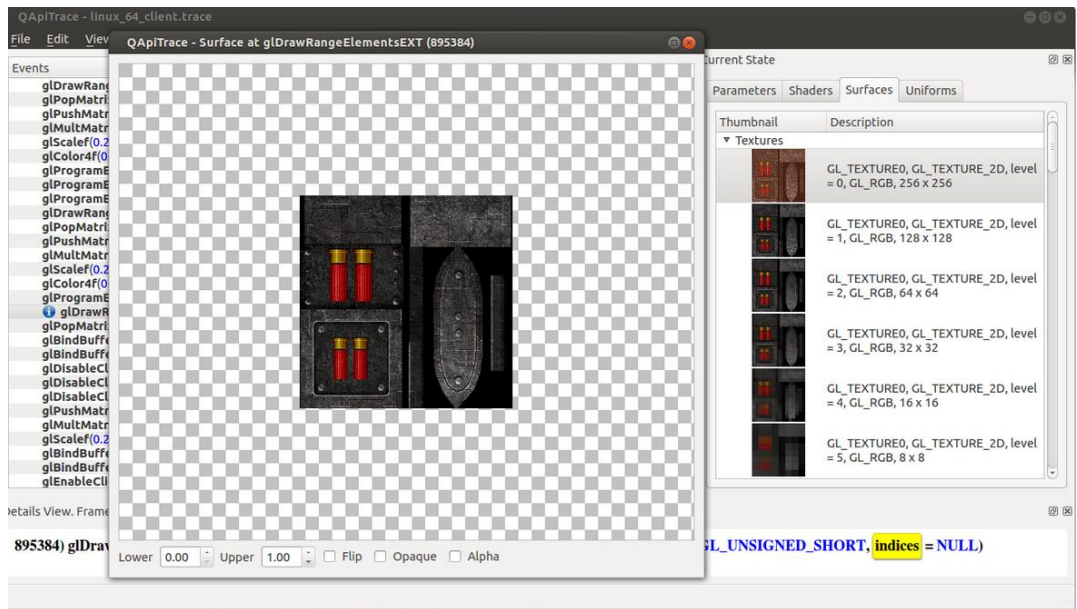 QApiTrace - linux_64_client.trace
File Edit View
QApiTrace - Surface at glDrawRangeElementsEXT (895384)
Events
glDrawRang
glPopMatri
glPushMatr
glMultMatr
glScalef(0.2
glColor4f(0
glProgramE
glProgramE
glProgramE
glDrawRang
glPopMatri
glPushMatr
glMultMatr
glScalef(0.2
glColor4f(0
glProgramE
glDrawR
glPopMatri
glBindBuffe
glBindBuffe
glDisableCl
glDisableCl
glDisableCl
glPushMatr
glMultMatr
glScalef(0.2
glBindBuffe
glBindBuffe
glEnableCli
Lower 0.00 Upper 1.00 Flip Opaque Alpha
Current State
Parameters Shaders Surfaces Uniforms
Thumbnail Description
Textures
GL_TEXTURE0, GL_TEXTURE_2D, level
= 0, GL_RGB, 256 x 256
GL_TEXTURE0, GL_TEXTURE_2D, level
= 1, GL_RGB, 128 x 128
GL_TEXTURE0, GL_TEXTURE_2D, level
= 2, GL_RGB, 64 x 64
GL_TEXTURE0, GL_TEXTURE_2D, level
= 3, GL_RGB, 32 x 32
GL_TEXTURE0, GL_TEXTURE_2D, level
= 4, GL_RGB, 16 x 16
GL_TEXTURE0, GL_TEXTURE_2D, level
= 5, GL_RGB, 8 x 8
Details View. Frame
895384) glDraw GL_UNSIGNED_SHORT, indices = NULL)